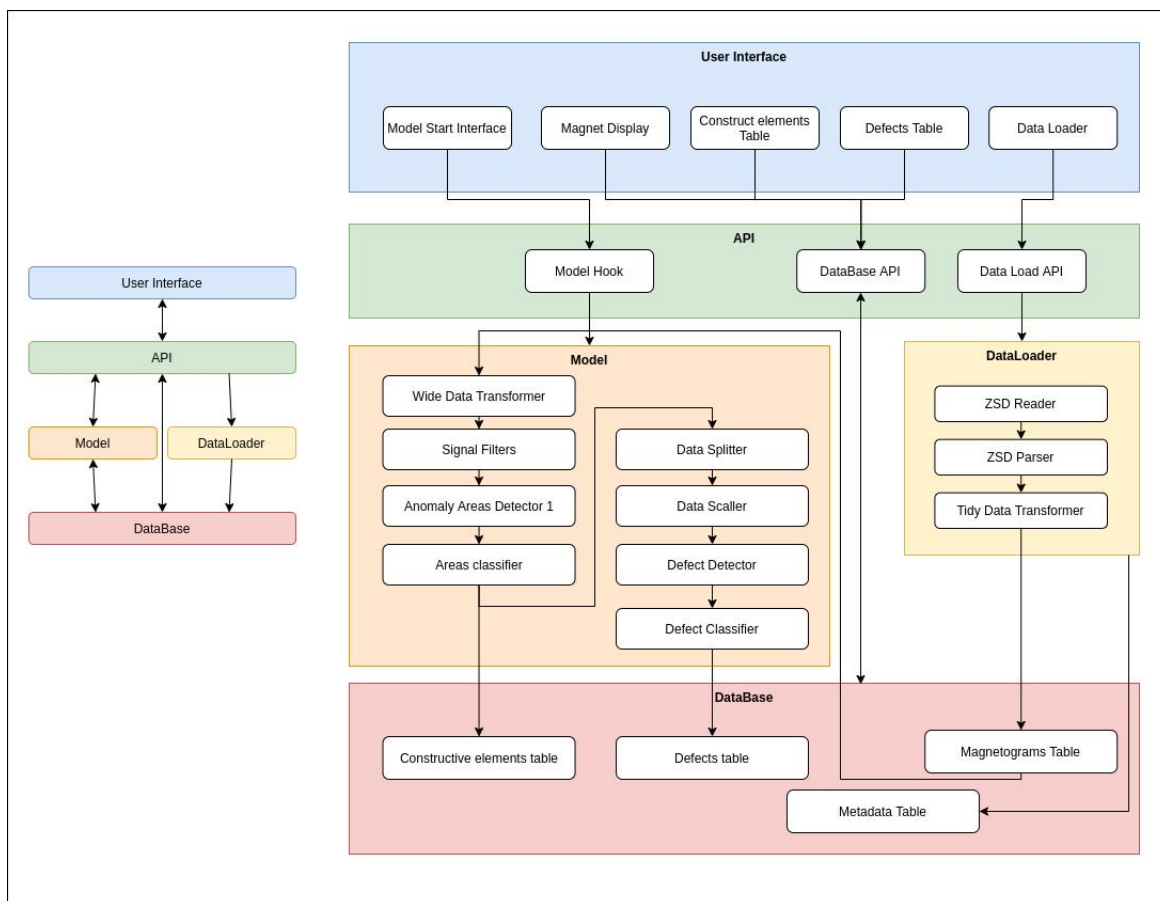 User Interface
API
Model
DataLoader
DataBase
User Interface
Model Start Interface
Magnet Display
Construct elements
Table
Defects Table
Data Loader
API
Model Hook
DataBase API
Data Load API
Model
Wide Data Transformer
Signal Filters
Anomaly Areas Detector 1
Areas classifier
Data Splitter
Data Scaller
Defect Detector
Defect Classifier
DataLoader
ZSD Reader
ZSD Parser
Tidy Data Transformer
DataBase
Constructive elements table
Defects table
Magnetograms Table
Metadata Table